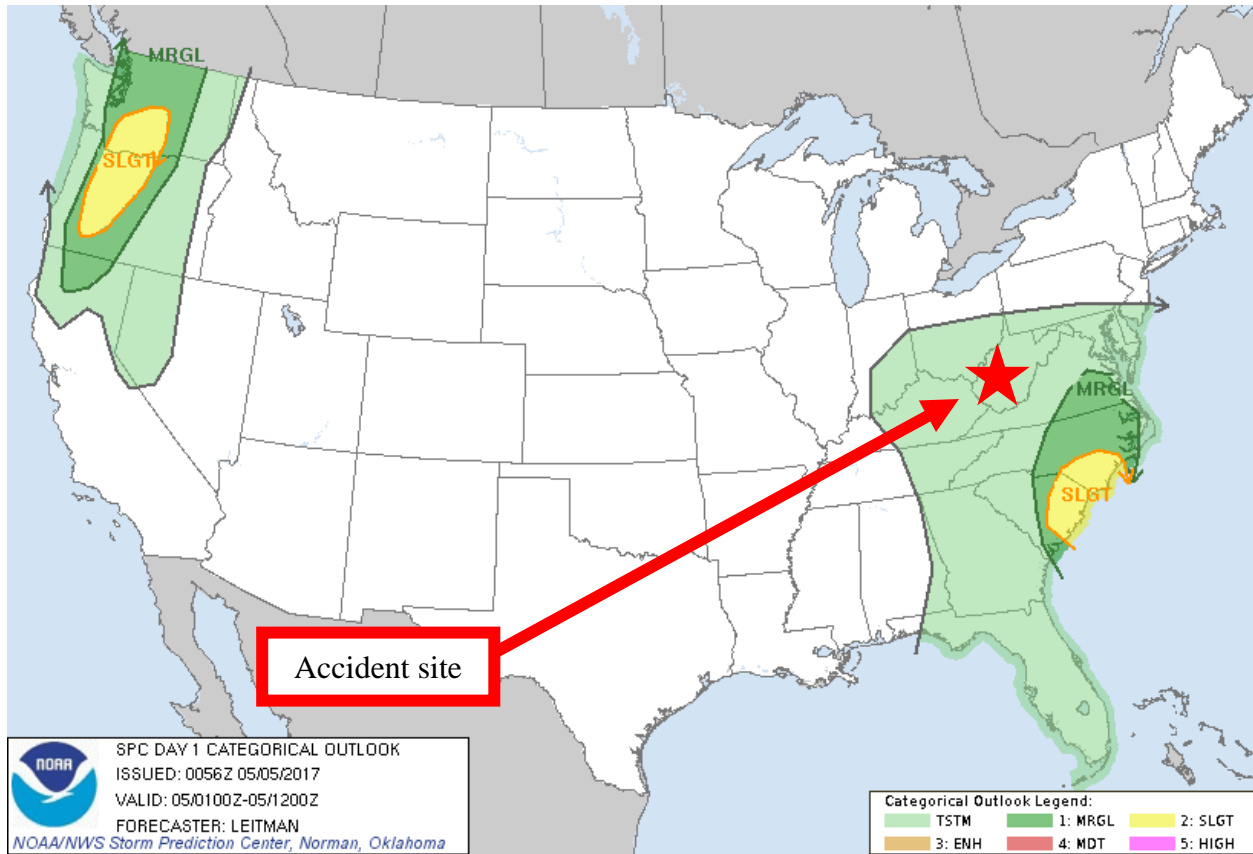 MRGL
SLGT
MRGL
SLGT
Accident site
NOAA
SPC DAY 1 CATEGORICAL OUTLOOK
ISSUED: 0056Z 05/05/2017
VALID: 05/0100Z-05/1200Z
FORECASTER: LEITMAN
NOAA/NWS Storm Prediction Center, Norman, Oklahoma
Categorical Outlook Legend:
TSTM 1: MRGL 2: SLGT
3: ENH 4: MDT 5: HIGH